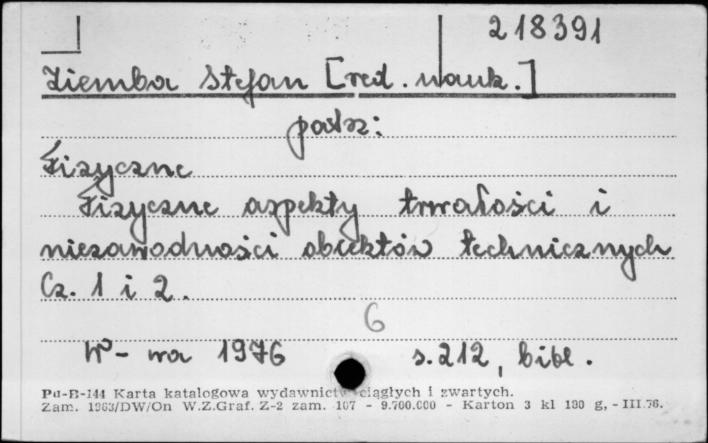 218391
Ziemba Stefan [red. nauk.]
patrz:
Fizyczne
Fizyczne aspekty trwałości i
niezawodności obiektów technicznych
Cz. 1 i 2.
6
W-wa 1976 s. 212, bibl.
Pu-B-144 Karta katalogowa wydawnictw ciągłych i zwartych.
Zam. 1963/DW/On W.Z.Graf. Z-2 zam. 107 - 9.700.000 - Karton 3 kl 180 g, - III.76.